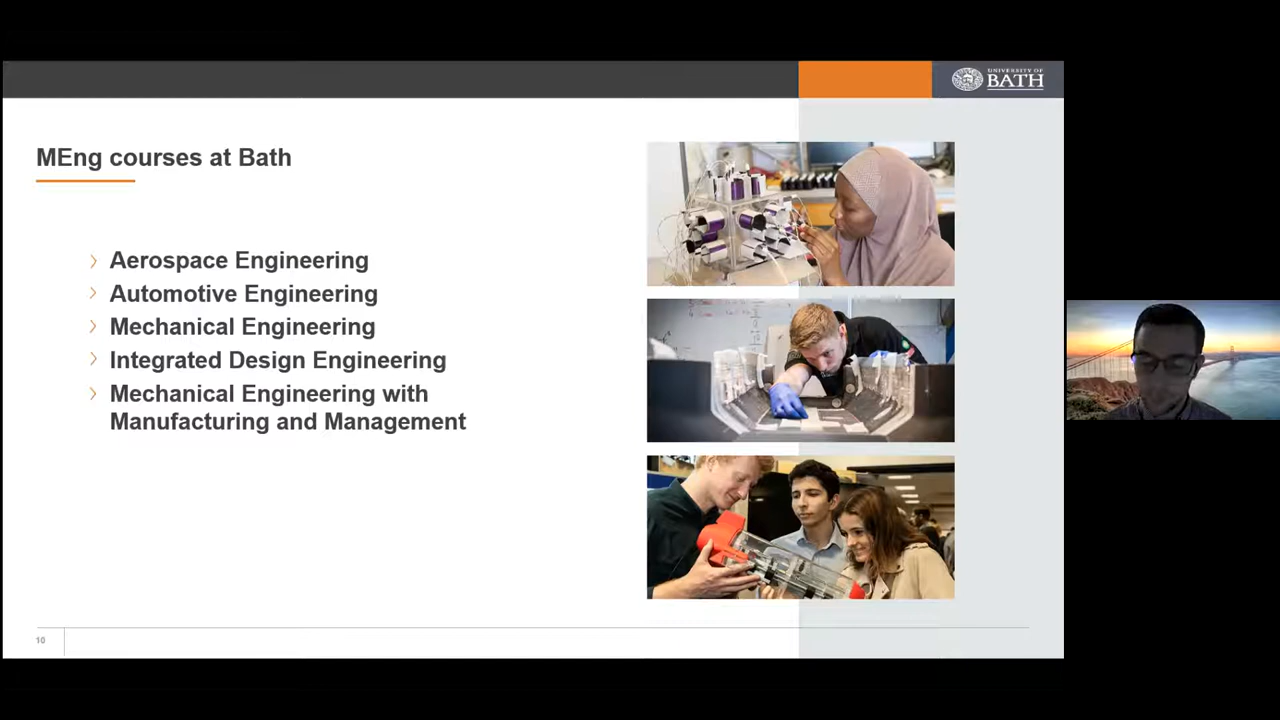 UNIVERSITY OF
BATH
MEng courses at Bath
Aerospace Engineering
Automotive Engineering
Mechanical Engineering
Integrated Design Engineering
Mechanical Engineering with
Manufacturing and Management
10